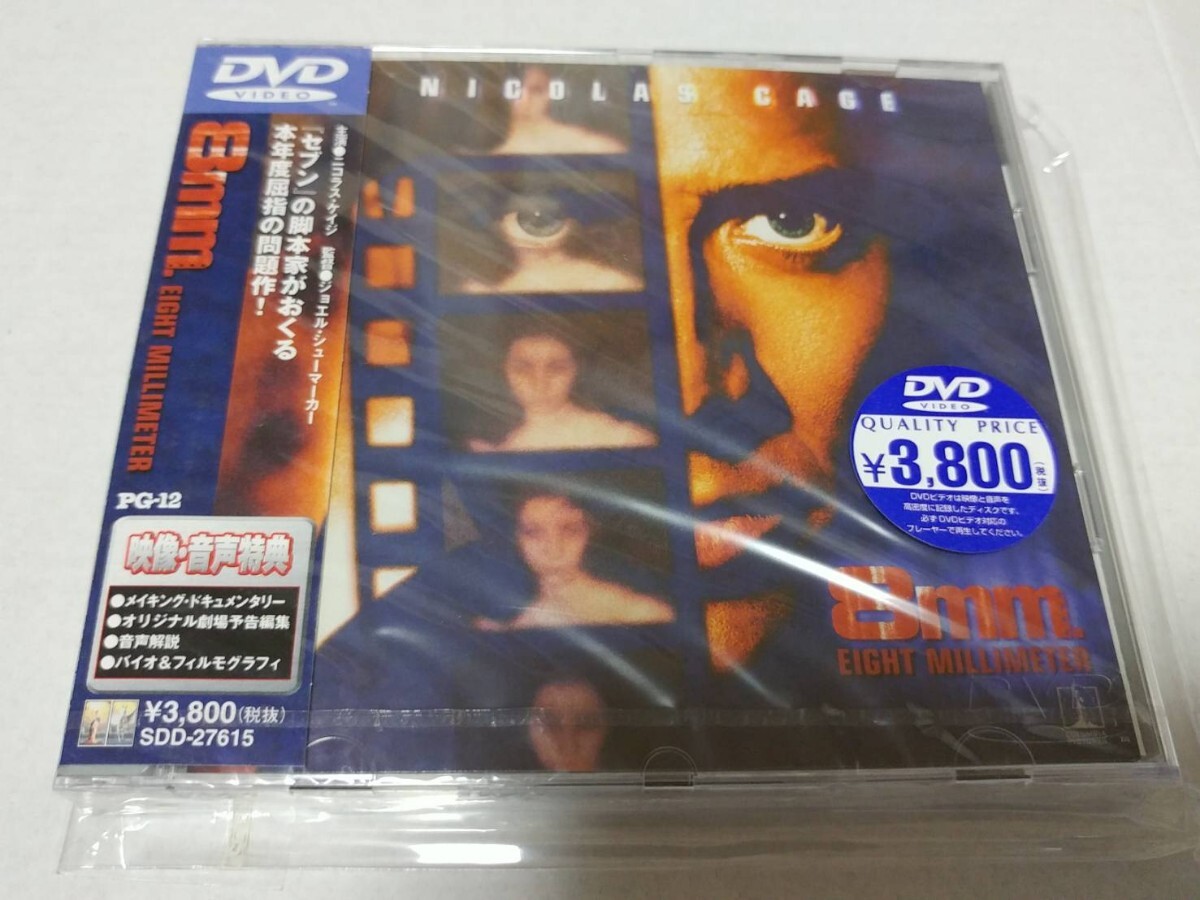 DVD
VIDEO
TM
主演●ニコラス・ケイジ 監督●ジョエル・シューマーカー
『セブン』の脚本家がおくる
本年度屈指の問題作!
8mm. EIGHT MILLIMETER
PG-12
映像・音声特典
●メイキング・ドキュメンタリー
●オリジナル劇場予告編集
●音声解説
●バイオ&フィルモグラフィ
¥3,800(税抜)
SDD-27615
NICOLAS CAGE
DVD
VIDEO
QUALITY PRICE
¥3,800(税抜)
DVDビデオは映像と音声を
高密度に記録したディスクです。
必ずDVDビデオ対応の
プレーヤーで再生してください。
8mm.
EIGHT MILLIMETER